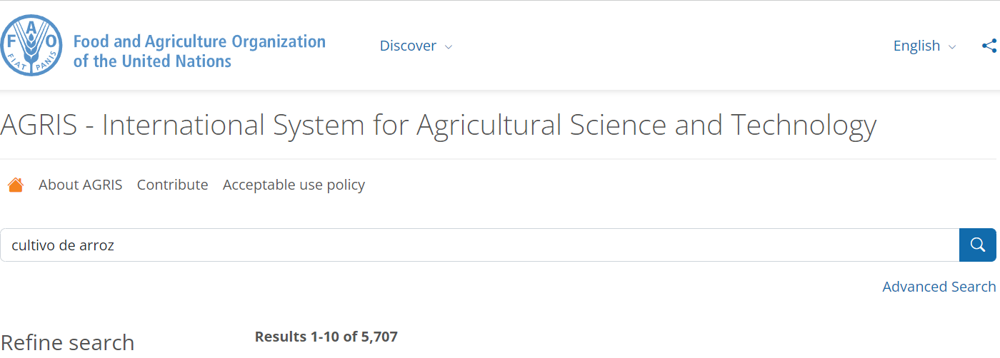 FAO
FIAT PANIS
Food and Agriculture Organization
of the United Nations
Discover
English
AGRIS - International System for Agricultural Science and Technology
About AGRIS Contribute Acceptable use policy
cultivo de arroz
Advanced Search
Refine search
Results 1-10 of 5,707